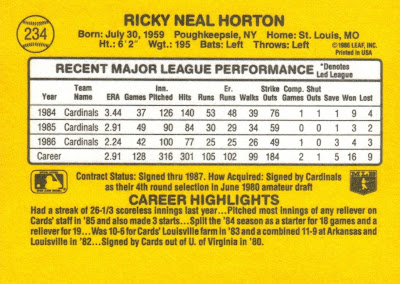 234
RICKY NEAL HORTON
Born: July 30, 1959 Poughkeepsie, NY Home: St. Louis, MO
Ht.: 6'2" Wgt.: 195 Bats: Left Throws: Left
©1986 LEAF, INC.
Printed in USA
RECENT MAJOR LEAGUE PERFORMANCE *Denotes Led League
Year Team Name ERA Games Inn. Pitched Hits Runs Er. Runs Walks Strike Outs Comp. Games Shut Outs Save Won Lost
1984 Cardinals 3.44 37 126 140 53 48 39 76 1 1 1 9 4
1985 Cardinals 2.91 49 90 84 30 29 34 59 0 0 1 3 2
1986 Cardinals 2.24 42 100 77 25 25 26 49 1 0 3 4 3
Career 2.91 128 316 301 105 102 99 184 2 1 5 16 9
Contract Status: Signed thru 1987. How Acquired: Signed by Cardinals
as their 4th round selection in June 1980 amateur draft
CAREER HIGHLIGHTS
Had a streak of 26-1/3 scoreless innings last year...Pitched most innings of any reliever on
Cards' staff in '85 and also made 3 starts...Split the '84 season as a starter for 18 games and a
reliever for 19...Was 10-6 for Cards' Louisville farm in '83 and a combined 11-9 at Arkansas and
Louisville in '82...Signed by Cards out of U. of Virginia in '80.